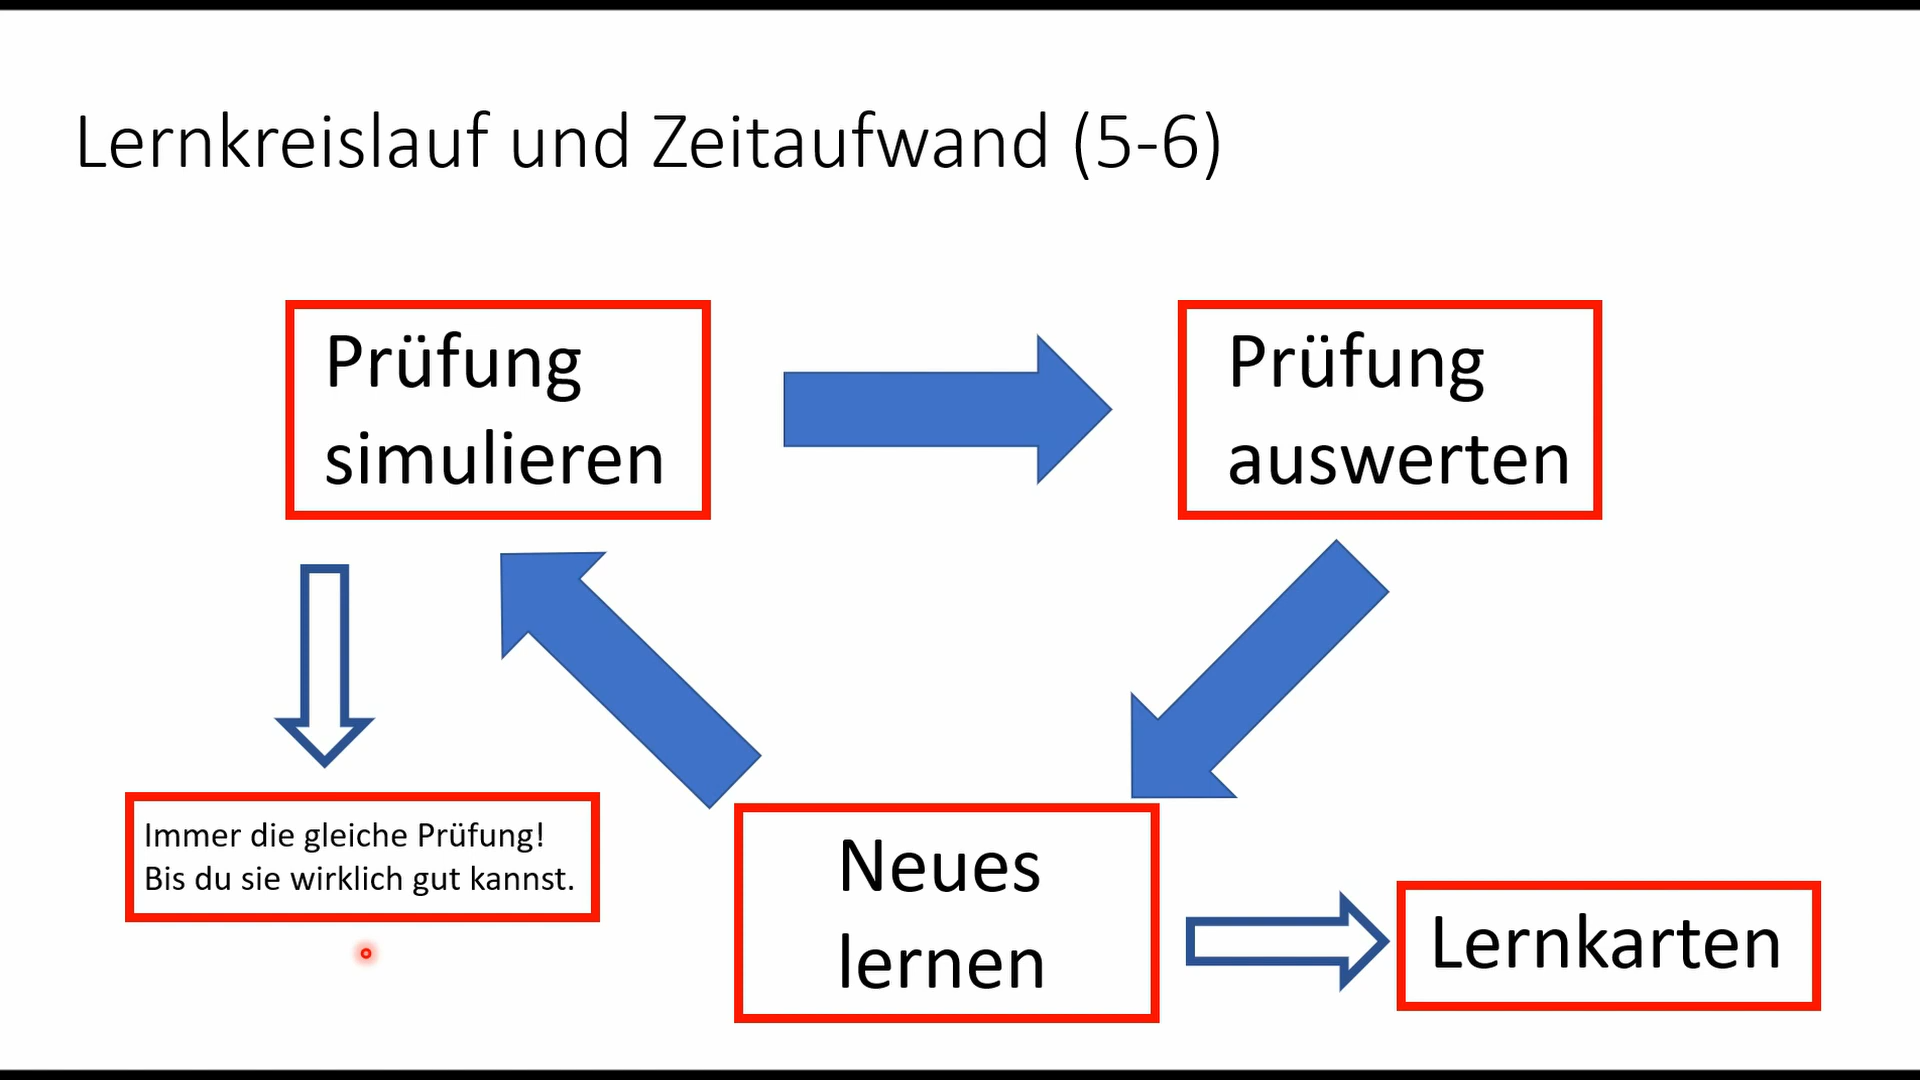 Lernkreislauf und Zeitaufwand (5-6)
Prüfung
simulieren
Prüfung
auswerten
Immer die gleiche Prüfung!
Bis du sie wirklich gut kannst.
Neues
lernen
Lernkarten